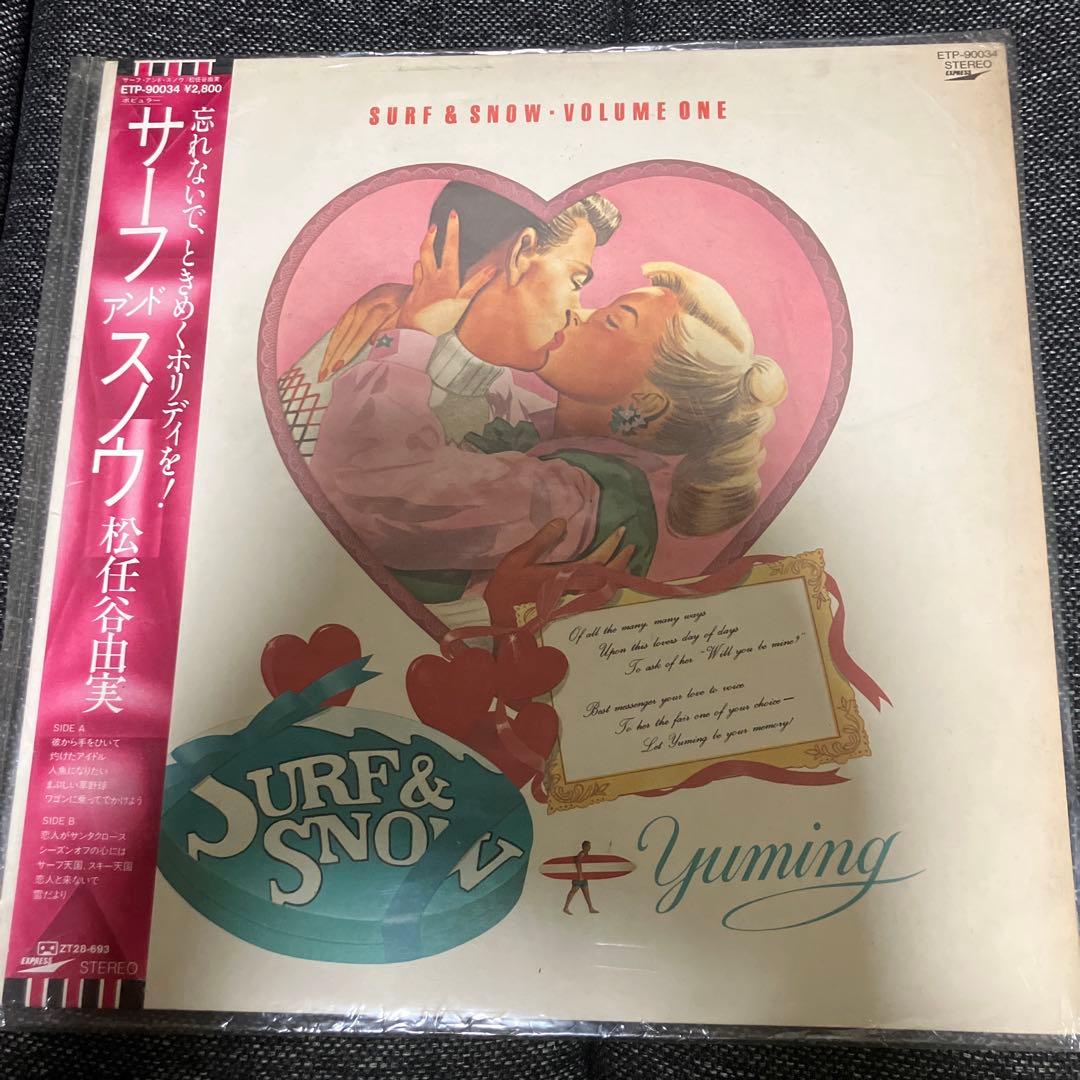 サーフ・アンド・スノウ/松任谷由実
ETP-90034 ¥2,800
ポピュラー
忘れないで、ときめくホリデイを!
サーフ アンド スノウ
松任谷由実
SIDE A
彼から手をひいて
灼けたアイドル
人魚になりたい
まぶしい草野球
ワゴンに乗ってでかけよう
SIDE B
恋人がサンタクロース
シーズンオフの心には
サーフ天国、スキー天国
恋人と来ないで
雪だより
ZT28-693
EXPRESS
STEREO
ETP-90034
STEREO
EXPRESS
SURF & SNOW · VOLUME ONE
Of all the many, many ways
Upon this lovers day of days
To ask of her "Will you be mine?"
Best messenger your love to voice
To her the fair one of your choice—
Let Yuming be your memory!
SURF &
SNOW
Yuming